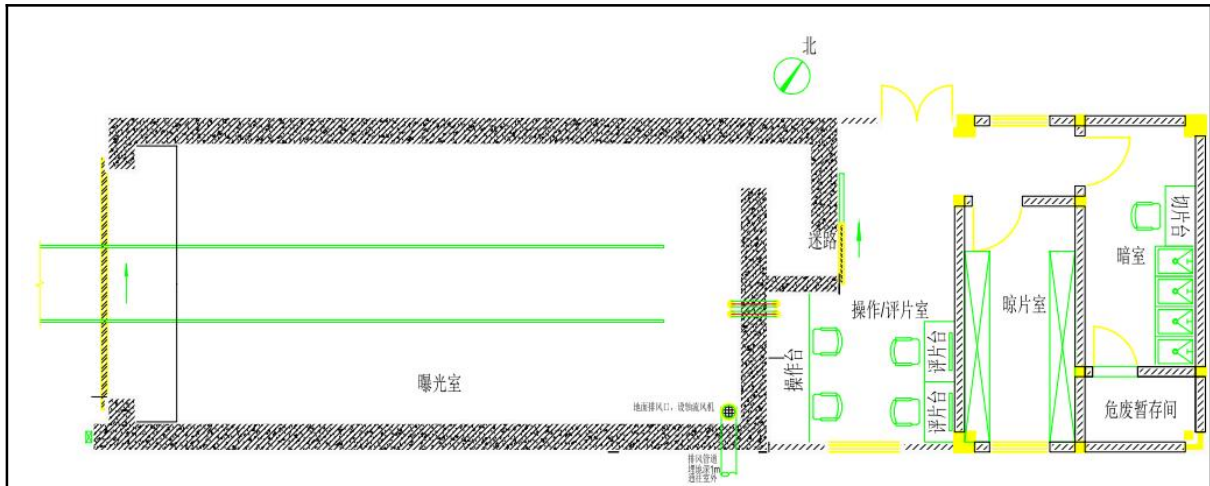 北
迷路
切片台
暗室
操作/评片室
晾片室
评片台
操作台
曝光室
评片台
危废暂存间
地面排风口，设轴流风机
排风管道
埋地深1m
通往室外